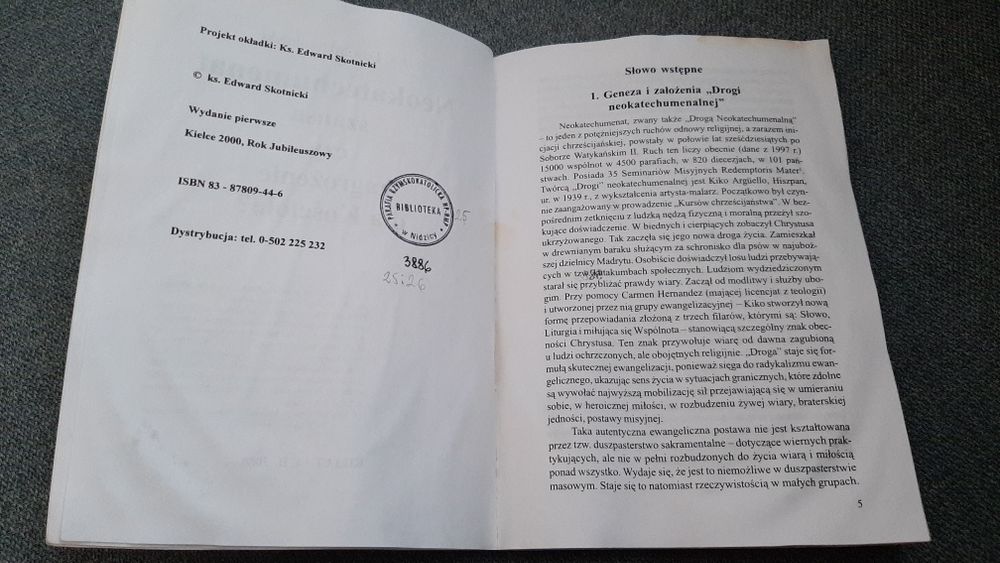 Projekt okładki: Ks. Edward Skotnicki
© ks. Edward Skotnicki
Wydanie pierwsze
Kielce 2000, Rok Jubileuszowy
ISBN 83 - 87809-44-6
Dystrybucja: tel. 0-502 225 232
PARAFIA RZYMSKOKATOLICKA
BIBLIOTEKA
w Nidzicy
25
3886
25:26
Słowo wstępne
1. Geneza i założenia „Drogi
neokatechumenalnej”
Neokatechumenat, zwany także „Drogą Neokatechumenalną”
– to jeden z potężniejszych ruchów odnowy religijnej, a zarazem ini-
cjacji chrześcijańskiej, powstały w połowie lat sześćdziesiątych po
Soborze Watykańskim II. Ruch ten liczy obecnie (dane z 1997 r.)
15000 wspólnot w 4500 parafiach, w 820 diecezjach, w 101 pań-
stwach. Posiada 35 Seminariów Misyjnych Redemptoris Mater¹.
Twórcą „Drogi” neokatechumenalnej jest Kiko Argüello, Hiszpan,
ur. w 1939 r., z wykształcenia artysta-malarz. Początkowo był czyn-
nie zaangażowany w prowadzenie „Kursów chrześcijaństwa”. W bez-
pośrednim zetknięciu z ludzką nędzą fizyczną i moralną przeżył szo-
kujące doświadczenie. W biednych i cierpiących zobaczył Chrystusa
ukrzyżowanego. Tak zaczęła się jego nowa droga życia. Zamieszkał
w drewnianym baraku służącym za schronisko dla psów w najubo-
szej dzielnicy Madrytu. Osobiście doświadczył losu ludzi przebywają-
cych w tzw. katakumbach społecznych. Ludziom wydziedziczonym
starał się przybliżać prawdy wiary. Zaczął od modlitwy i służby ubo-
gim. Przy pomocy Carmen Hernandez (mającej licencjat z teologii)
i utworzonej przez nią grupy ewangelizacyjnej – Kiko stworzył nową
formę przepowiadania złożoną z trzech filarów, którymi są: Słowo,
Liturgia i miłująca się Wspólnota – stanowiącą szczególny znak obec-
ności Chrystusa. Ten znak przywołuje wiarę od dawna zagubioną
u ludzi ochrzczonych, ale obojętnych religijnie. „Droga” staje się for-
mułą skutecznej ewangelizacji, ponieważ sięga do radykalizmu ewan-
gelicznego, ukazując sens życia w sytuacjach granicznych, które zdolne
są wywołać najwyższą mobilizację sił przejawiającą się w umieraniu
sobie, w heroicznej miłości, w rozbudzeniu żywej wiary, braterskiej
jedności, postawy misyjnej.
Taka autentyczna ewangeliczna postawa nie jest kształtowana
przez tzw. duszpasterstwo sakramentalne – dotyczące wiernych prak-
tykujących, ale nie w pełni rozbudzonych do życia wiarą i miłością
ponad wszystko. Wydaje się, że jest to niemożliwe w duszpasterstwie
masowym. Staje się to natomiast rzeczywistością w małych grupach.
5